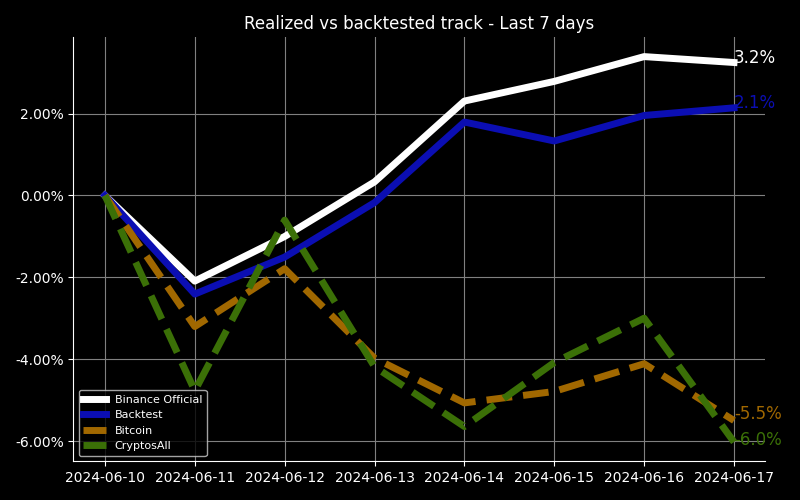 Realized vs backtested track - Last 7 days
3.2%
2.1%
2.00%
0.00%
-2.00%
-4.00%
-6.00%
Binance Official
Backtest
Bitcoin
CryptosAll
-5.5%
-6.0%
2024-06-10 2024-06-11 2024-06-12 2024-06-13 2024-06-14 2024-06-15 2024-06-16 2024-06-17